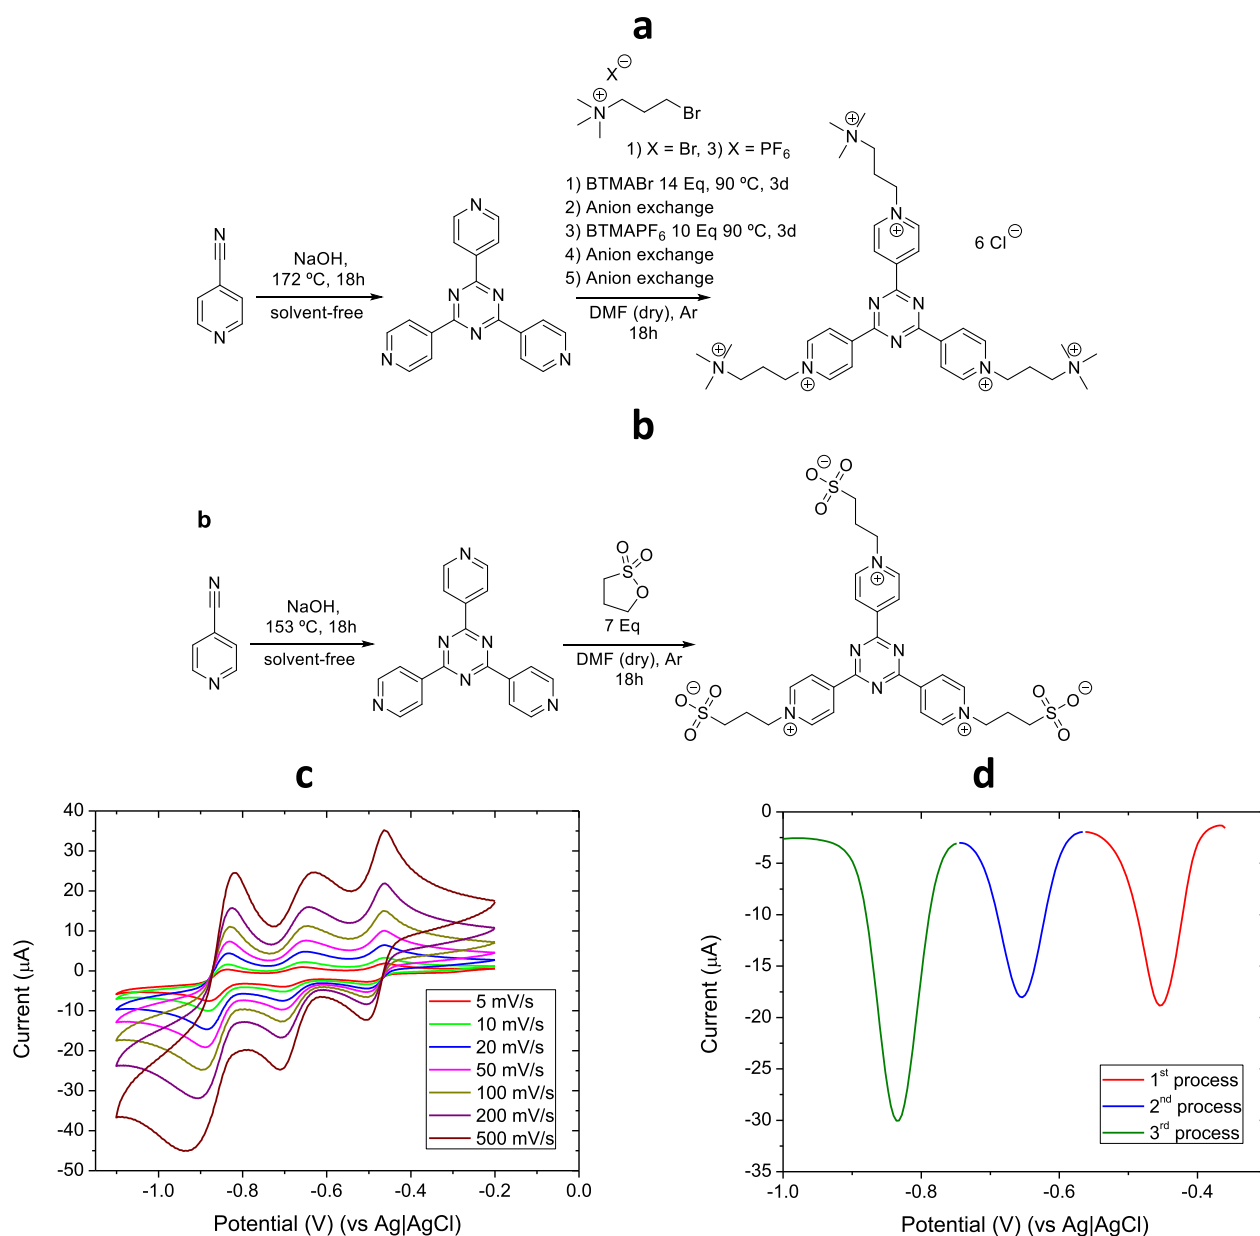 a
X⊖
⊕
N
Br
1) X = Br, 3) X = PF₆
1) BTMABr 14 Eq, 90 ºC, 3d
2) Anion exchange
3) BTMAPF₆ 10 Eq 90 ºC, 3d
4) Anion exchange
5) Anion exchange
DMF (dry), Ar
18h
N
N
NaOH,
172 ºC, 18h
solvent-free
N
N N
N
N N
⊕
N
N
⊕
6 Cl⊖
N N
N
⊕
N
N
⊕
N
⊕
⊕
N
b
b
N
N
NaOH,
153 ºC, 18h
solvent-free
N
N N
N
N N
O O
S
O
7 Eq
DMF (dry), Ar
18h
⊖ O
O S
O
N
⊕
N N
N
⊖ O O
S
O
N
⊕
N
⊕
O O ⊖
S
O
c
40
30
20
10
0
-10
-20
-30
-40
-50
Current (µA)
5 mV/s
10 mV/s
20 mV/s
50 mV/s
100 mV/s
200 mV/s
500 mV/s
-1.0 -0.8 -0.6 -0.4 -0.2 0.0
Potential (V) (vs Ag|AgCl)
d
0
-5
-10
-15
-20
-25
-30
-35
Current (µA)
1st process
2nd process
3rd process
-1.0 -0.8 -0.6 -0.4
Potential (V) (vs Ag|AgCl)